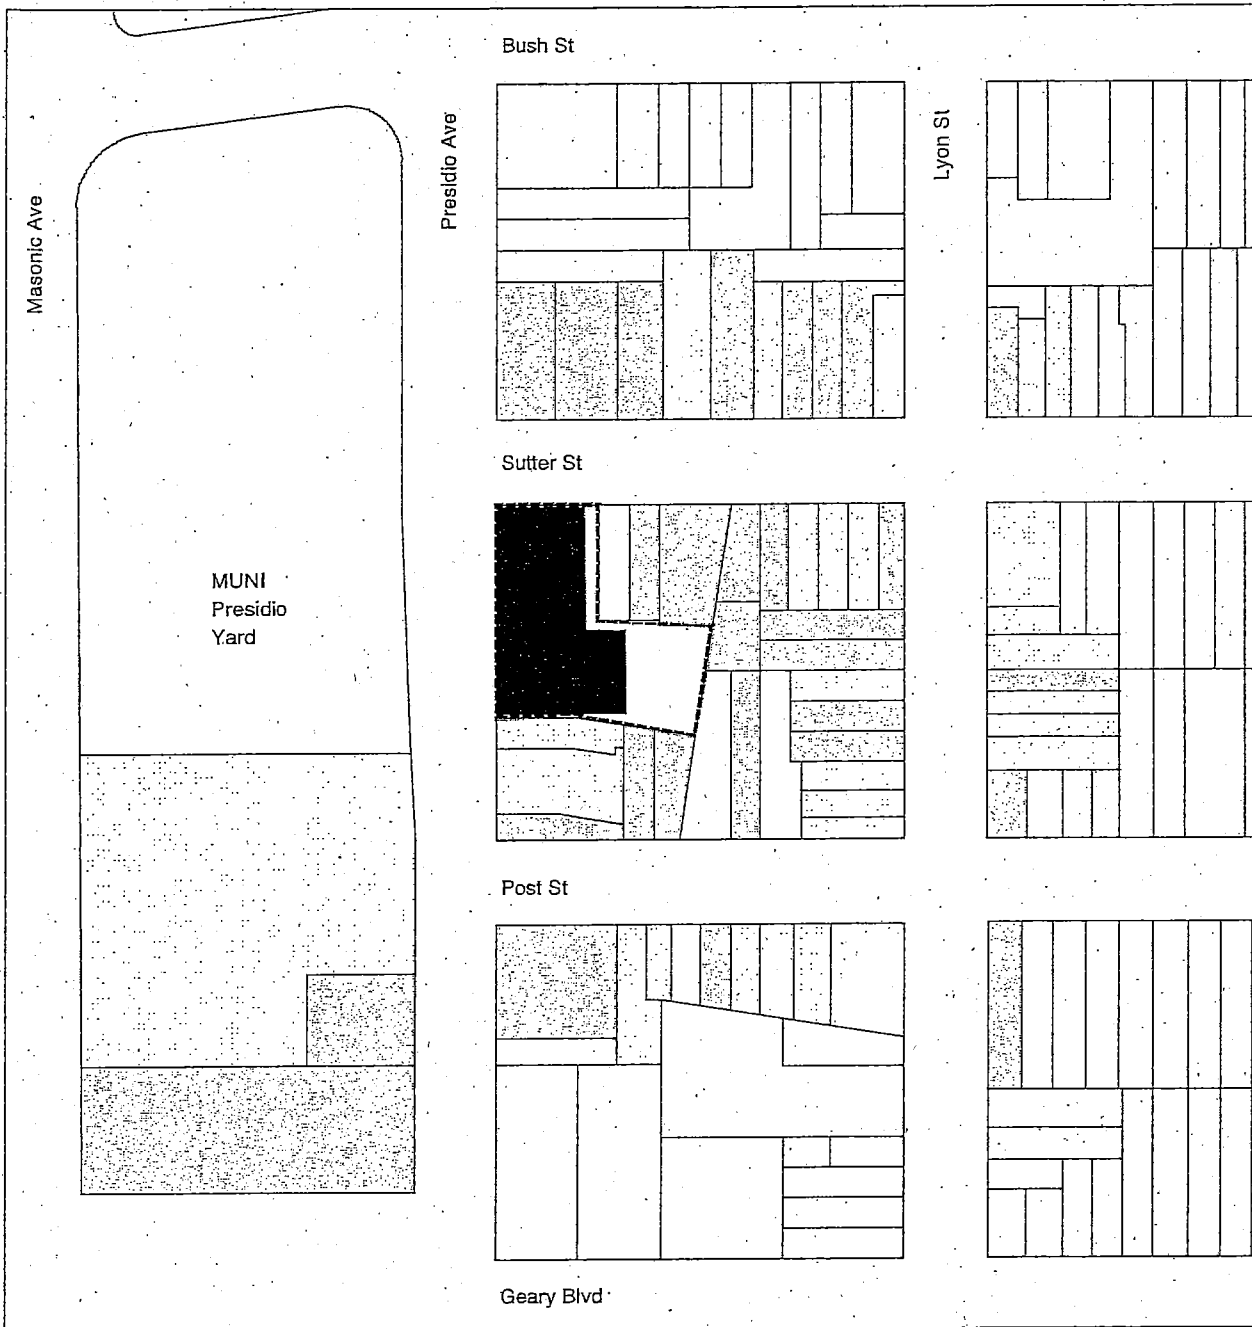 Bush St
Presidio Ave
Lyon St
Masonic Ave
Sutter St
MUNI
Presidio
Yard
Post St
Geary Blvd